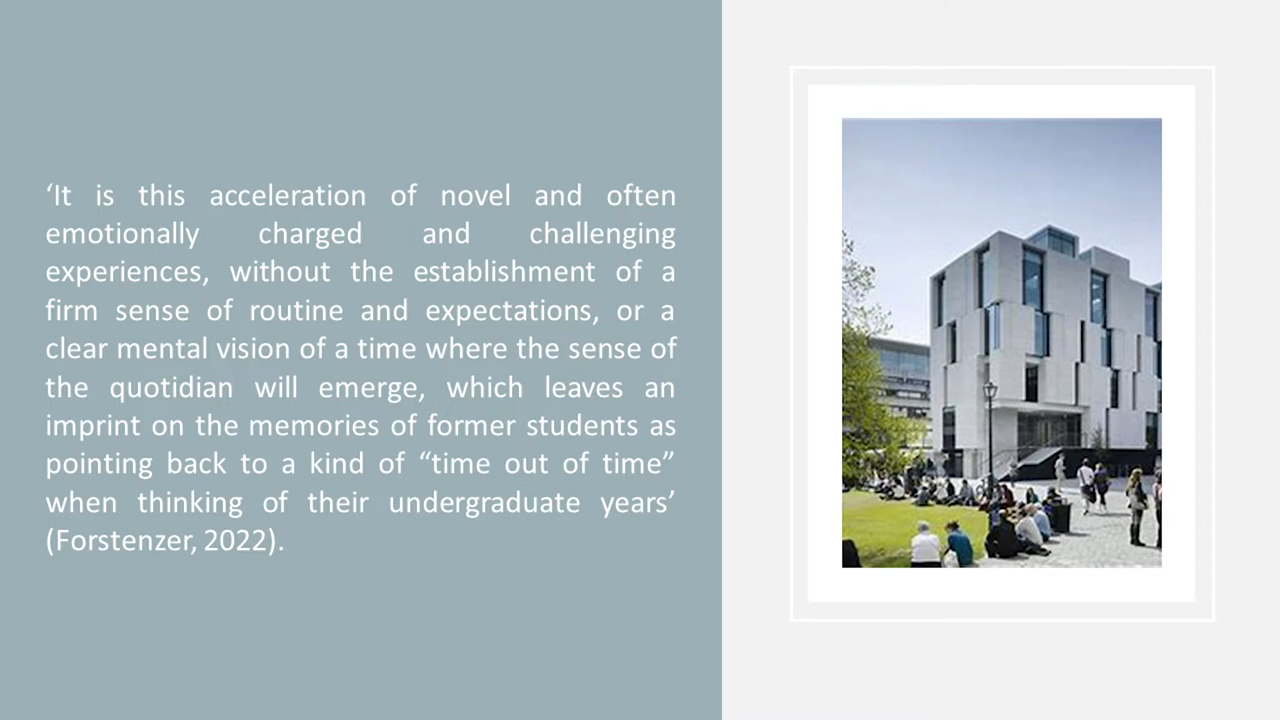 ‘It is this acceleration of novel and often
emotionally charged and challenging
experiences, without the establishment of a
firm sense of routine and expectations, or a
clear mental vision of a time where the sense of
the quotidian will emerge, which leaves an
imprint on the memories of former students as
pointing back to a kind of “time out of time”
when thinking of their undergraduate years’
(Forstenzer, 2022).